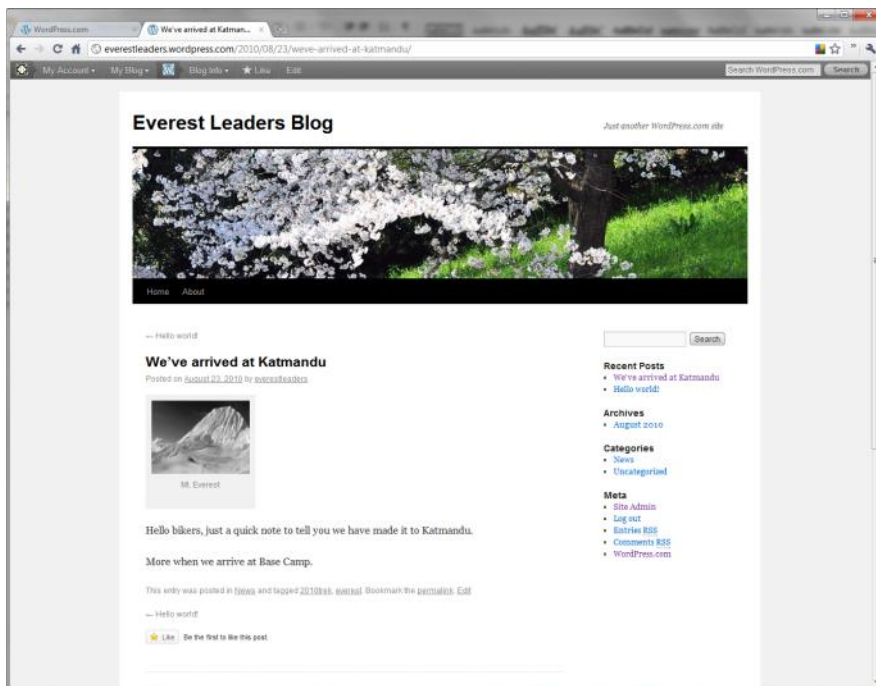 WordPress.com
We've arrived at Katman...
everestleaders.wordpress.com/2010/08/23/weve-arrived-at-katmandu/
My Account
My Blog
Blog Info
Like
Edit
Search WordPress.com
Search
Everest Leaders Blog
Just another WordPress.com site
Home
About
← Hello world!
We've arrived at Katmandu
Posted on August 23, 2010 by everestleaders
Mt. Everest
Hello bikers, just a quick note to tell you we have made it to Katmandu.
More when we arrive at Base Camp.
This entry was posted in News and tagged 2010trek, everest. Bookmark the permalink. Edit
← Hello world!
Like
Be the first to like this post.
Search
Recent Posts
We've arrived at Katmandu
Hello world!
Archives
August 2010
Categories
News
Uncategorized
Meta
Site Admin
Log out
Entries RSS
Comments RSS
WordPress.com